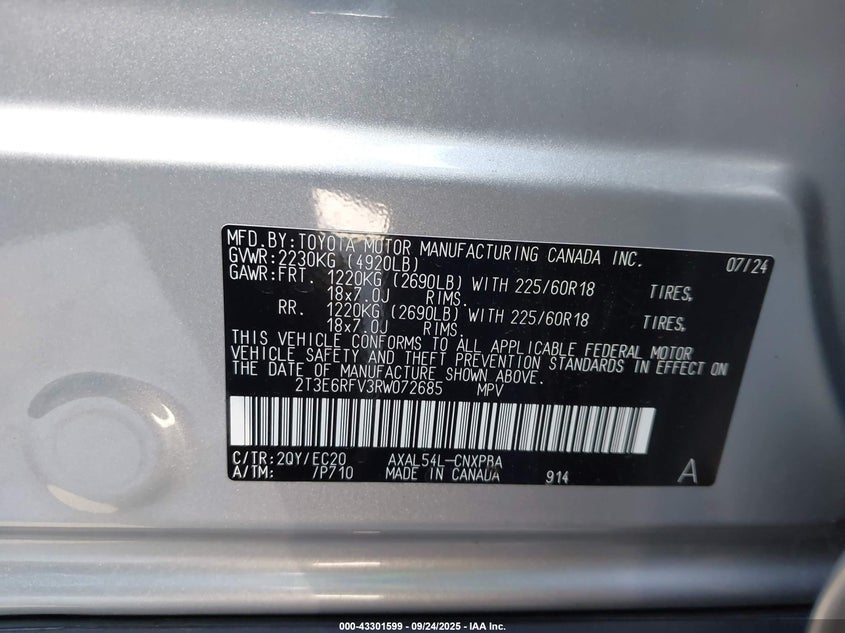 MFD.BY:TOYOTA MOTOR MANUFACTURING CANADA INC. 07/24
GVWR:2230KG (4920LB)
GAWR:FRT. 1220KG (2690LB) WITH 225/60R18 TIRES,
18x7.0J RIMS.
RR. 1220KG (2690LB) WITH 225/60R18 TIRES,
18x7.0J RIMS.
THIS VEHICLE CONFORMS TO ALL APPLICABLE FEDERAL MOTOR
VEHICLE SAFETY AND THEFT PREVENTION STANDARDS IN EFFECT ON
THE DATE OF MANUFACTURE SHOWN ABOVE.
2T3E6RFV3RW072685 MPV
C/TR:2QY/EC20 AXAL54L-CNXPBA
A/TM: /P710 MADE IN CANADA 914 A
000-43301599 - 09/24/2025 - IAA Inc.